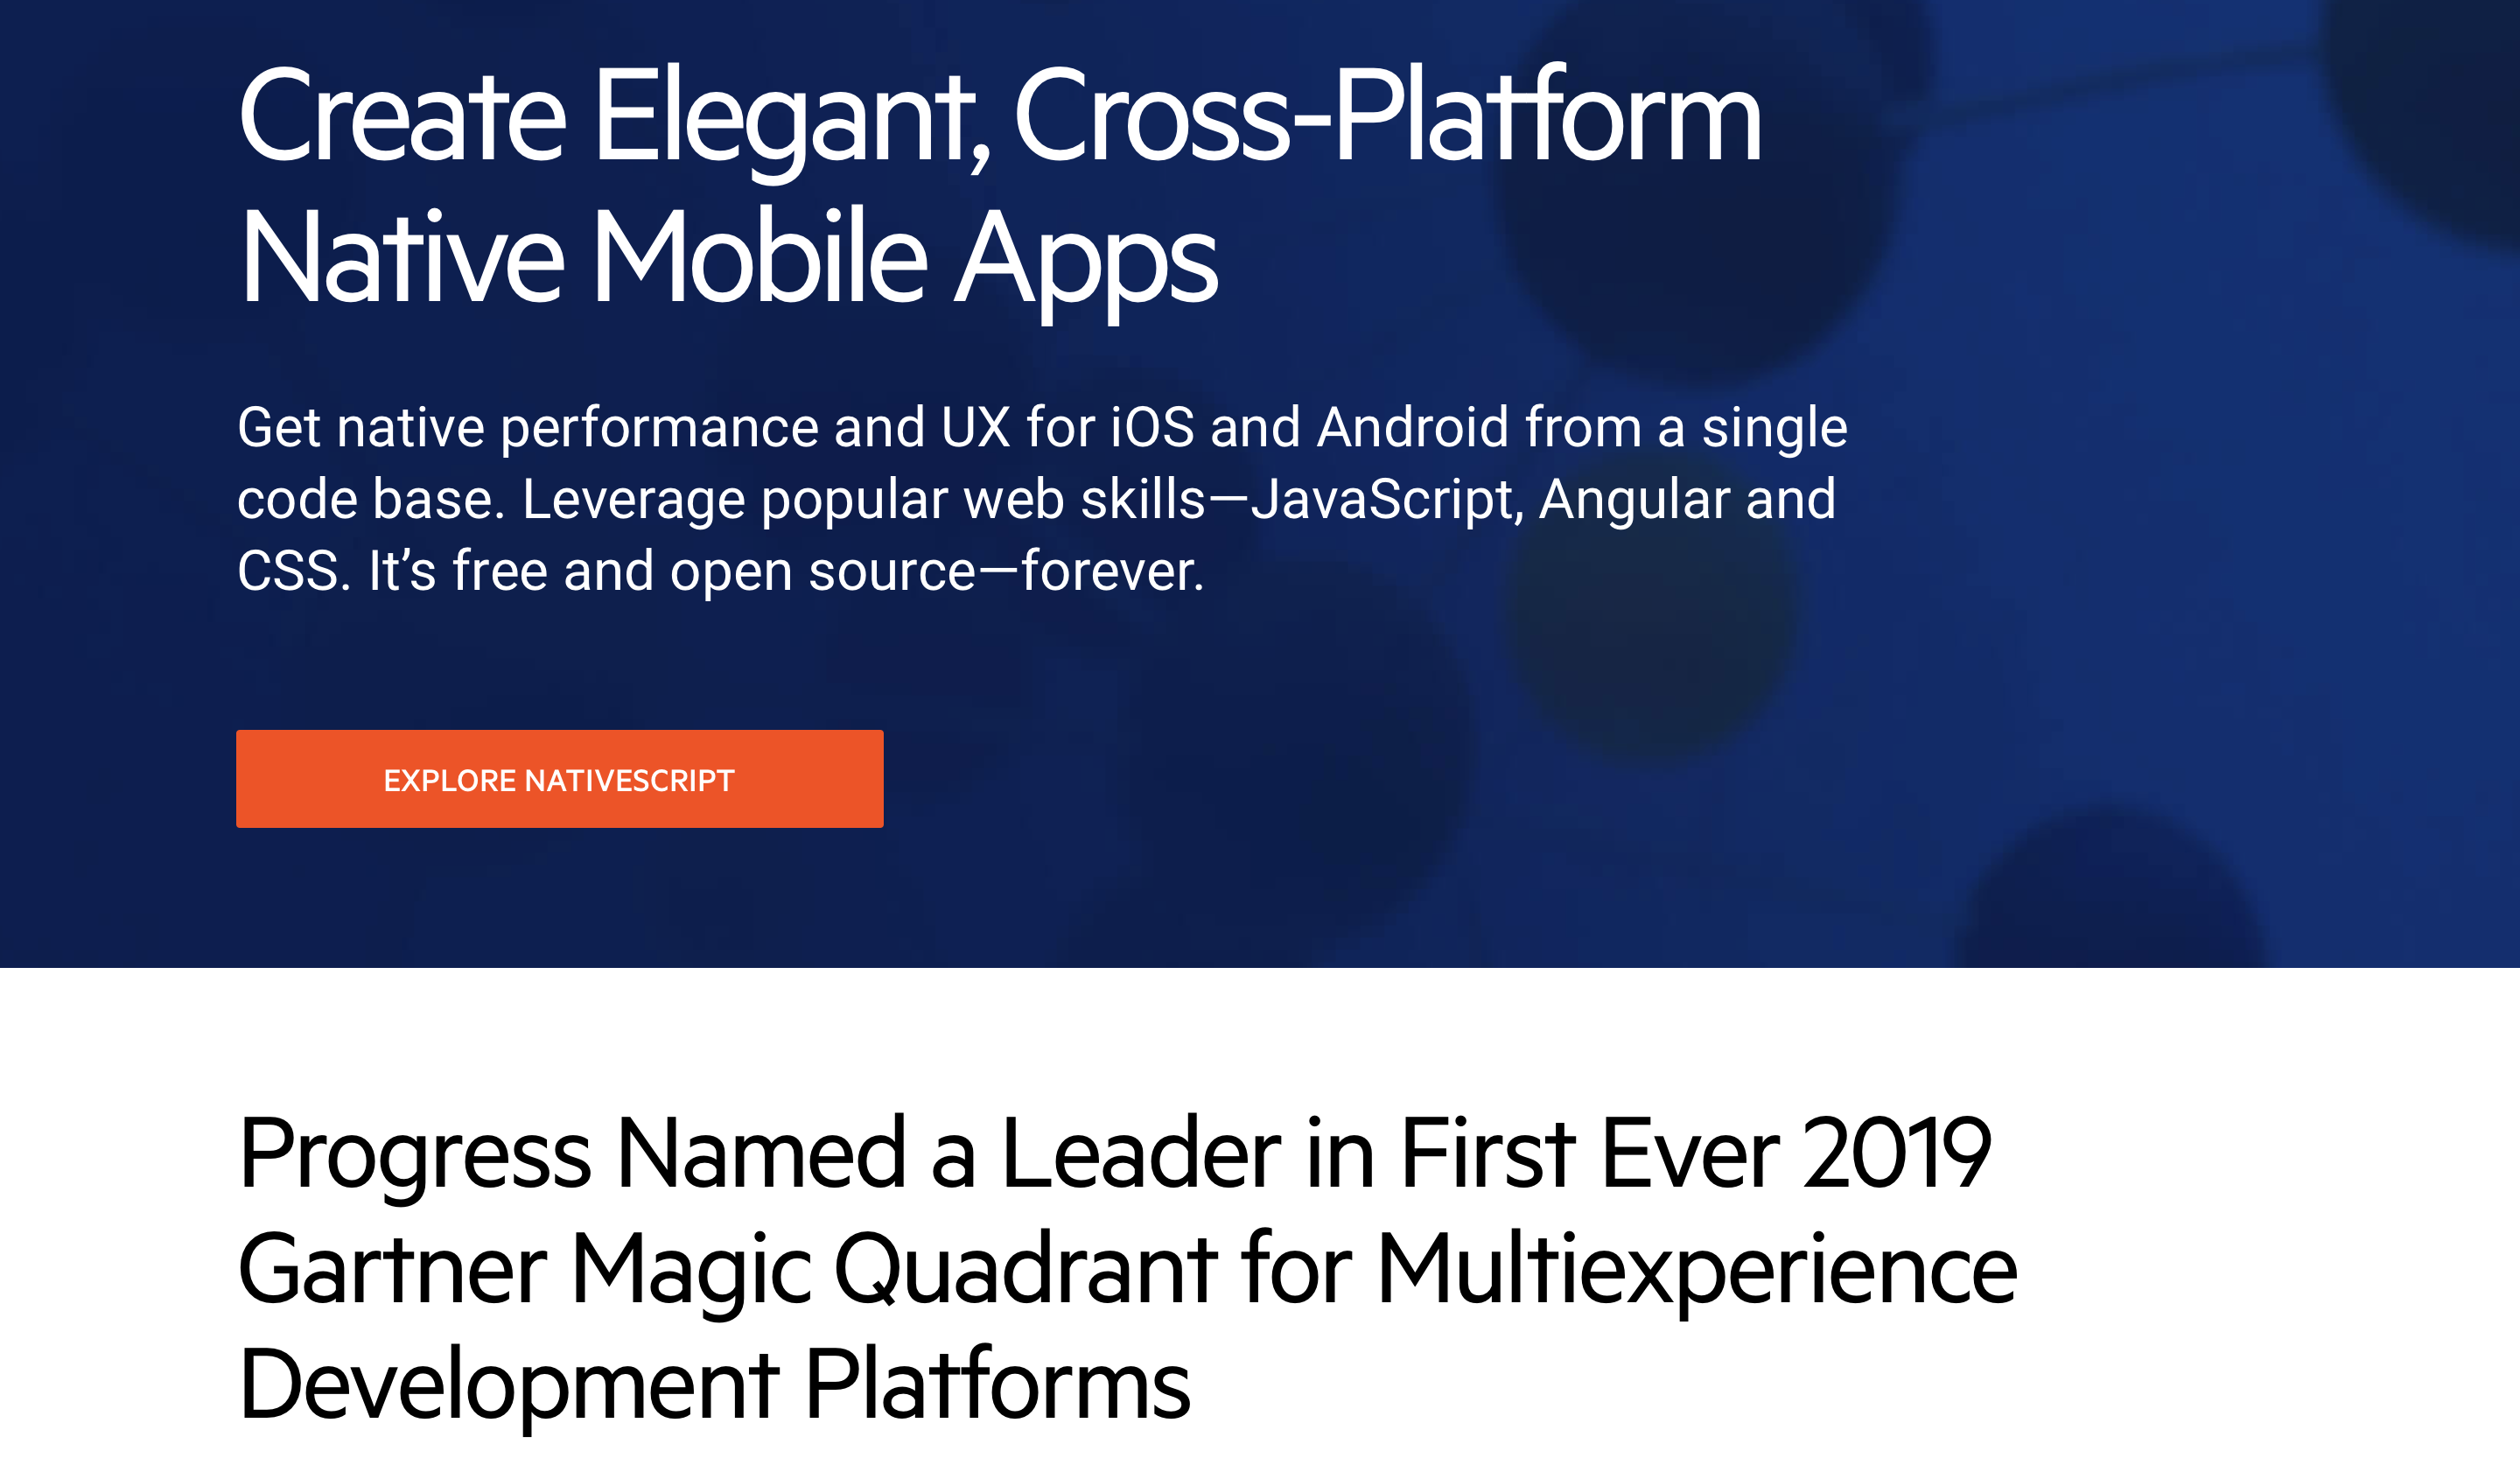 Create Elegant, Cross-Platform
Native Mobile Apps
Get native performance and UX for iOS and Android from a single
code base. Leverage popular web skills—JavaScript, Angular and
CSS. It’s free and open source—forever.
EXPLORE NATIVESCRIPT
Progress Named a Leader in First Ever 2019
Gartner Magic Quadrant for Multiexperience
Development Platforms